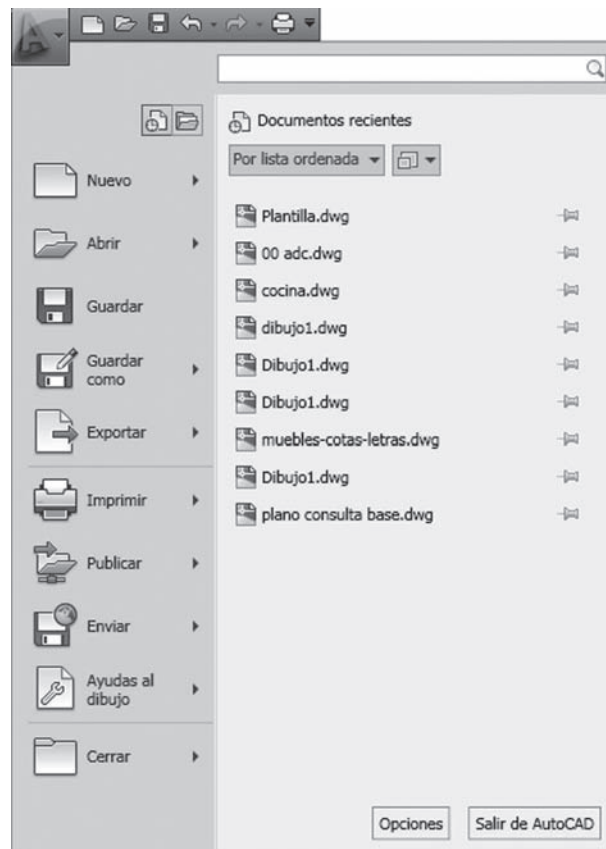 Documentos recientes
Por lista ordenada
Nuevo
Abrir
Guardar
Guardar
como
Exportar
Imprimir
Publicar
Enviar
Ayudas al
dibujo
Cerrar
Plantilla.dwg
00 adc.dwg
cocina.dwg
dibujo1.dwg
Dibujo1.dwg
Dibujo1.dwg
muebles-cotas-letras.dwg
Dibujo1.dwg
plano consulta base.dwg
Opciones
Salir de AutoCAD